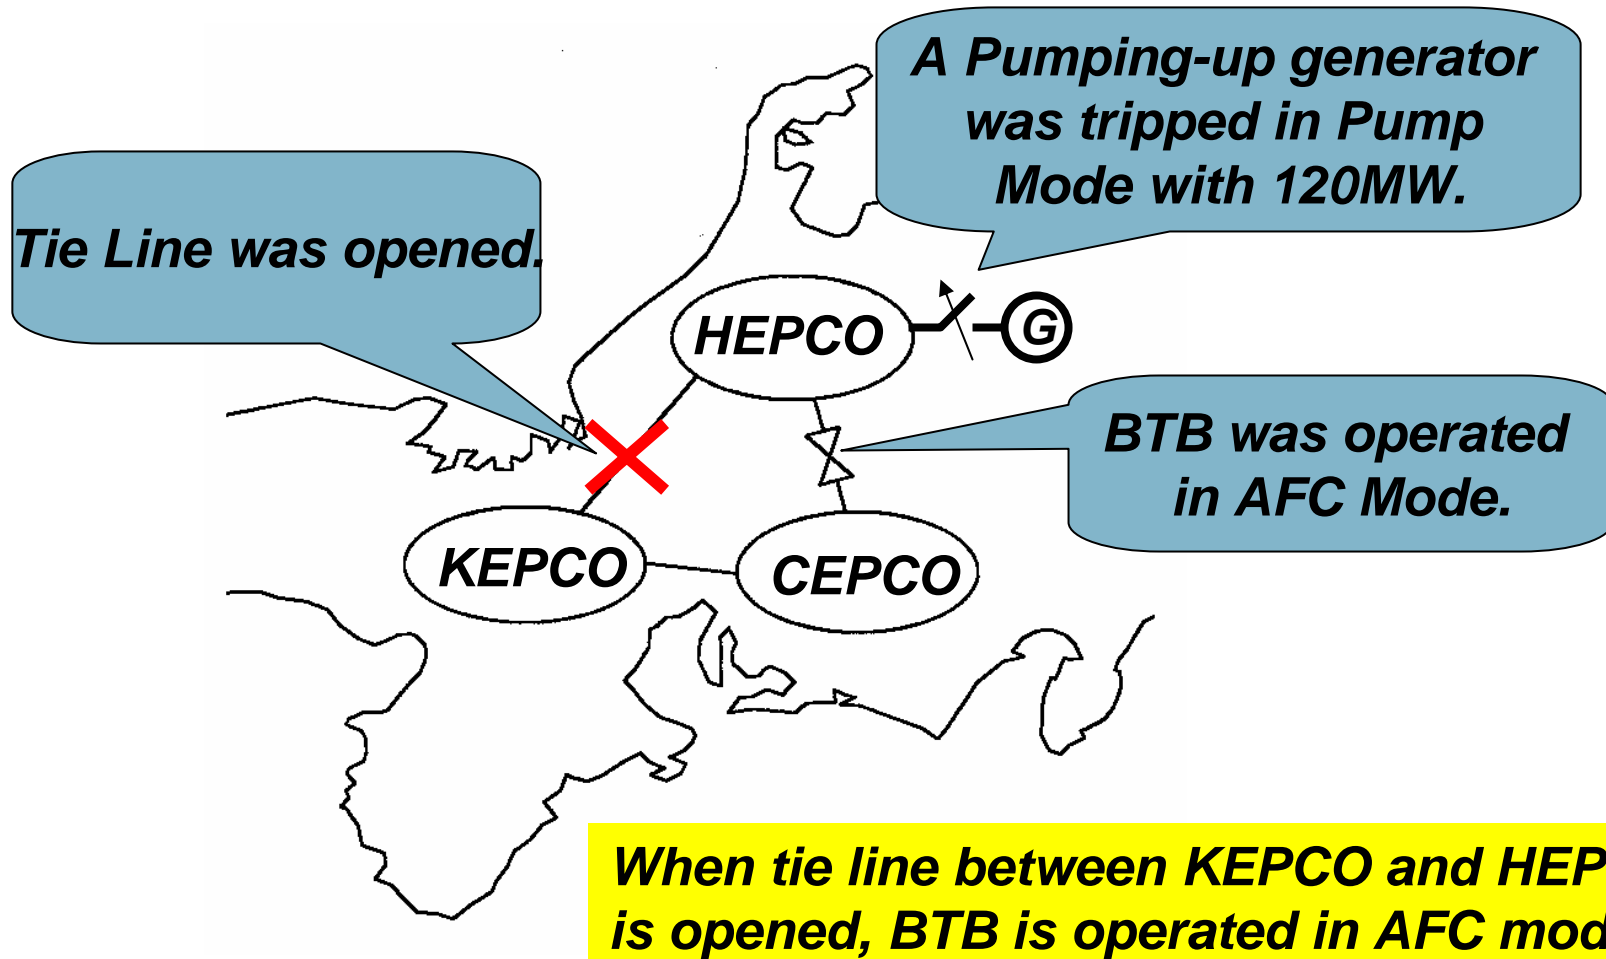 A Pumping-up generator
was tripped in Pump
Mode with 120MW.
Tie Line was opened.
HEPCO
G
BTB was operated
in AFC Mode.
KEPCO
CEPCO
When tie line between KEPCO and HEP
is opened, BTB is operated in AFC mod